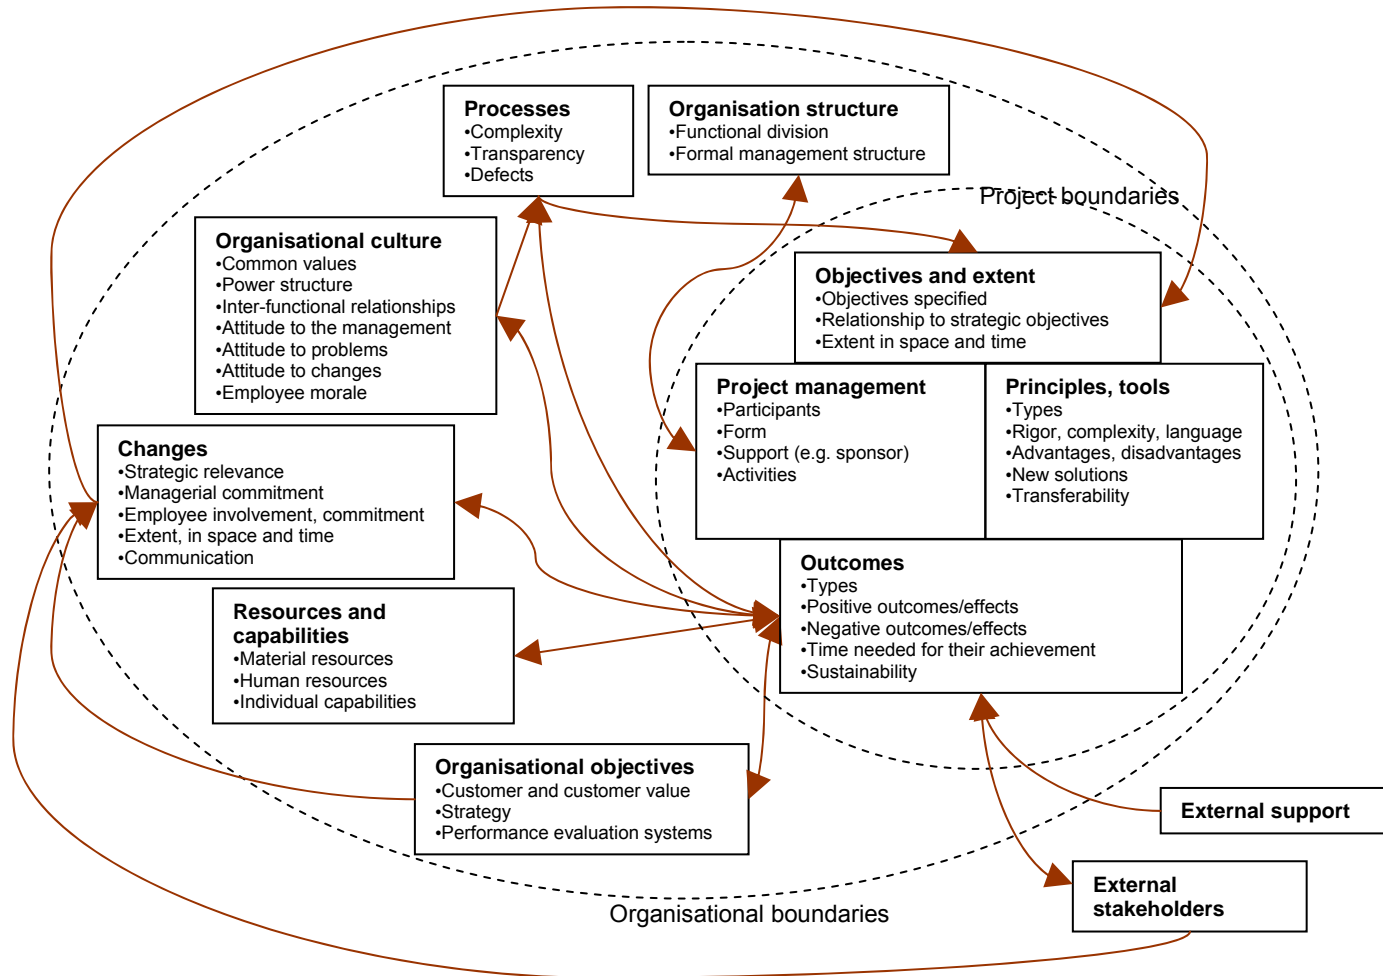 Processes
•Complexity
•Transparency
•Defects
Organisation structure
•Functional division
•Formal management structure
Project boundaries
Organisational culture
•Common values
•Power structure
•Inter-functional relationships
•Attitude to the management
•Attitude to problems
•Attitude to changes
•Employee morale
Objectives and extent
•Objectives specified
•Relationship to strategic objectives
•Extent in space and time
Project management
•Participants
•Form
•Support (e.g. sponsor)
•Activities
Principles, tools
•Types
•Rigor, complexity, language
•Advantages, disadvantages
•New solutions
•Transferability
Changes
•Strategic relevance
•Managerial commitment
•Employee involvement, commitment
•Extent, in space and time
•Communication
Outcomes
•Types
•Positive outcomes/effects
•Negative outcomes/effects
•Time needed for their achievement
•Sustainability
Resources and
capabilities
•Material resources
•Human resources
•Individual capabilities
Organisational objectives
•Customer and customer value
•Strategy
•Performance evaluation systems
External support
External
stakeholders
Organisational boundaries